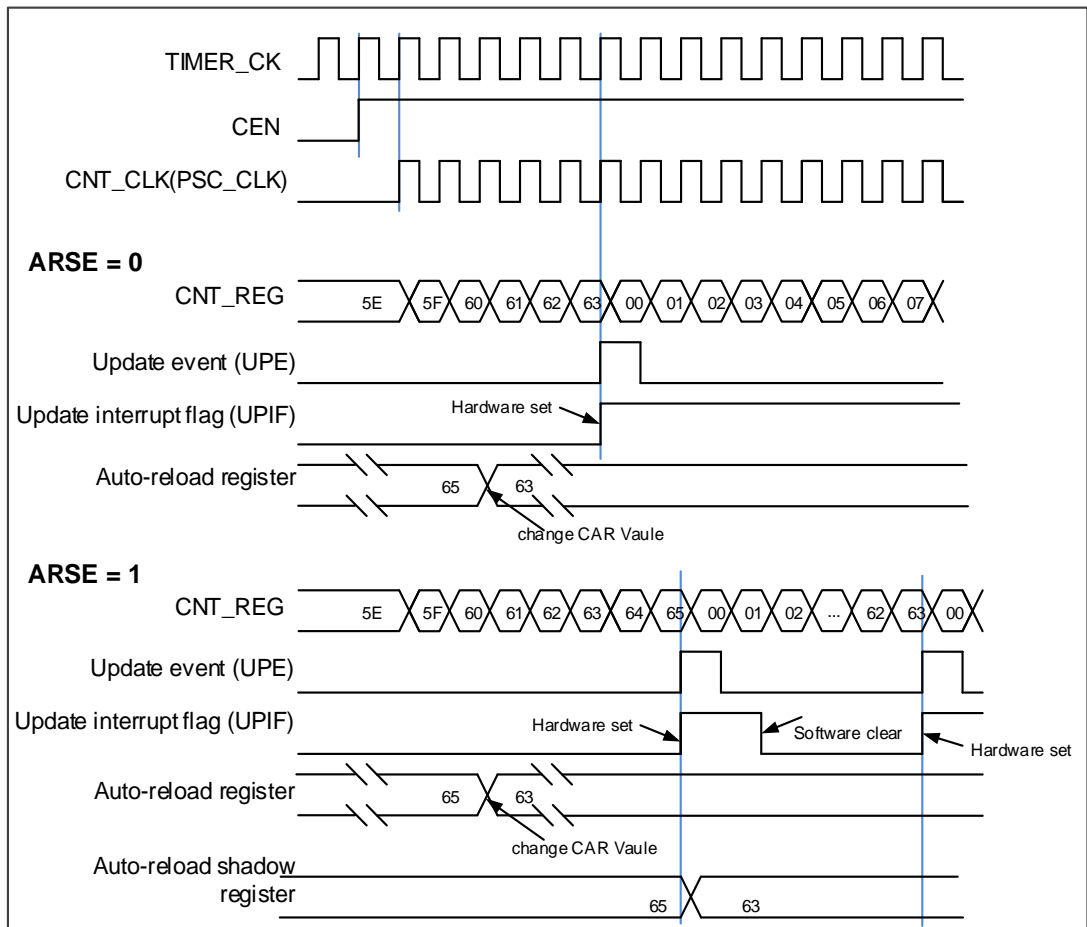 TIMER_CK
CEN
CNT_CLK(PSC_CLK)
ARSE = 0
CNT_REG 5E 5F 60 61 62 63 00 01 02 03 04 05 06 07
Update event (UPE)
Update interrupt flag (UPIF) Hardware set
Auto-reload register 65 63
change CAR Vaule
ARSE = 1
CNT_REG 5E 5F 60 61 62 63 64 65 00 01 02 ... 62 63 00
Update event (UPE)
Update interrupt flag (UPIF) Hardware set Software clear Hardware set
Auto-reload register 65 63
change CAR Vaule
Auto-reload shadow
register 65 63